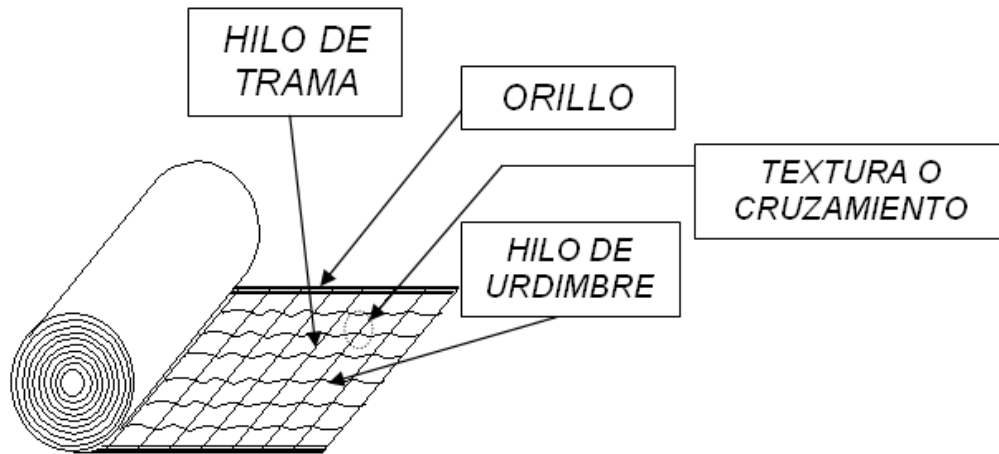 HILO DE
TRAMA
ORILLO
TEXTURA O
CRUZAMIENTO
HILO DE
URDIMBRE